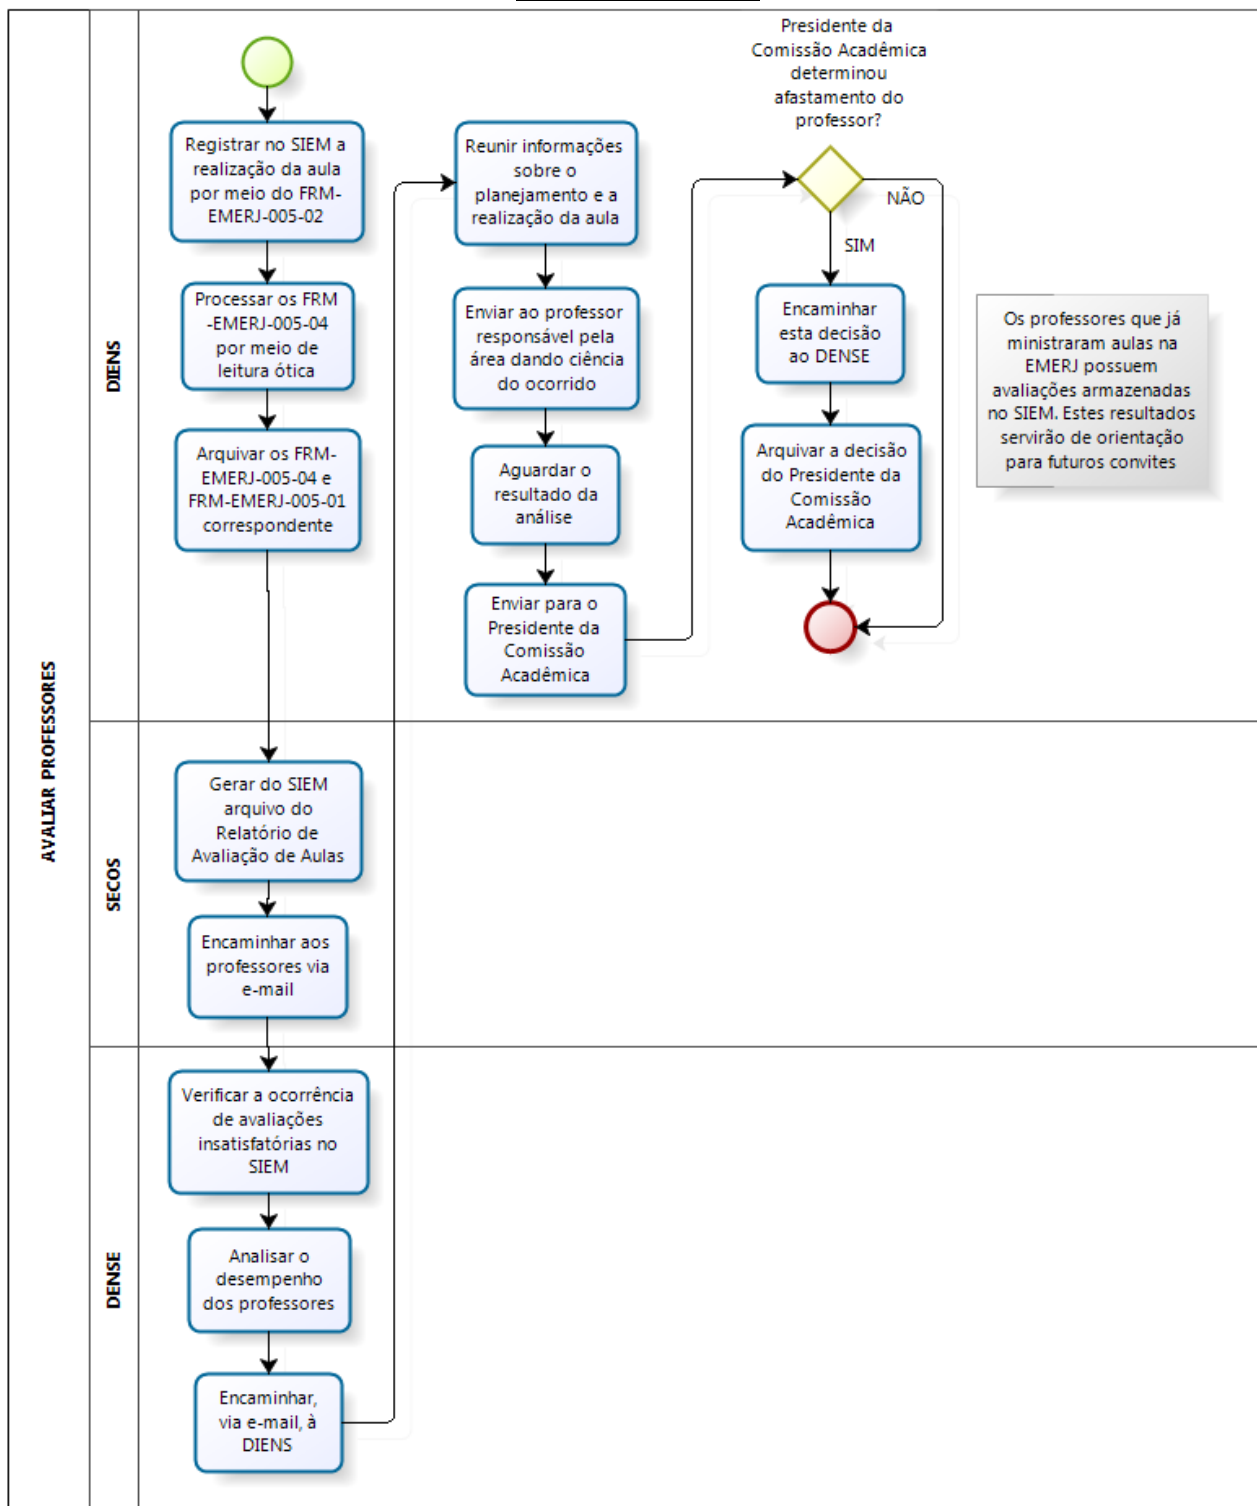 AVALIAR PROFESSORES
DIENS
Registrar no SIEM a
realização da aula
por meio do FRM-
EMERJ-005-02
Processar os FRM
-EMERJ-005-04
por meio de
leitura ótica
Arquivar os FRM-
EMERJ-005-04 e
FRM-EMERJ-005-01
correspondente
SECOS
Gerar do SIEM
arquivo do
Relatório de
Avaliação de Aulas
Encaminhar aos
professores via
e-mail
DENSE
Verificar a ocorrência
de avaliações
insatisfatórias no
SIEM
Analisar o
desempenho
dos professores
Encaminhar,
via e-mail, à
DIENS
Reunir informações
sobre o
planejamento e a
realização da aula
Enviar ao professor
responsável pela
área dando ciência
do ocorrido
Aguardar o
resultado da
análise
Enviar para o
Presidente da
Comissão
Acadêmica
Presidente da
Comissão Acadêmica
determinou
afastamento do
professor?
NÃO
SIM
Encaminhar
esta decisão
ao DENSE
Arquivar a decisão
do Presidente da
Comissão
Acadêmica
Os professores que já
ministraram aulas na
EMERJ possuem
avaliações armazenadas
no SIEM. Estes resultados
servirão de orientação
para futuros convites